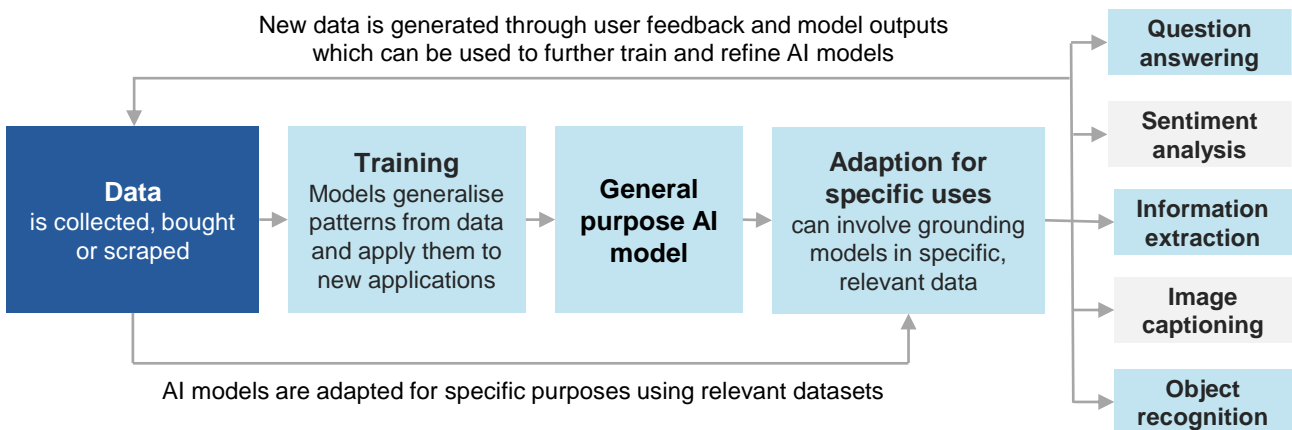 New data is generated through user feedback and model outputs
which can be used to further train and refine AI models
Data
is collected, bought
or scraped
Training
Models generalise
patterns from data
and apply them to
new applications
General
purpose AI
model
Adaption for
specific uses
can involve grounding
models in specific,
relevant data
Question
answering
Sentiment
analysis
Information
extraction
Image
captioning
Object
recognition
AI models are adapted for specific purposes using relevant datasets